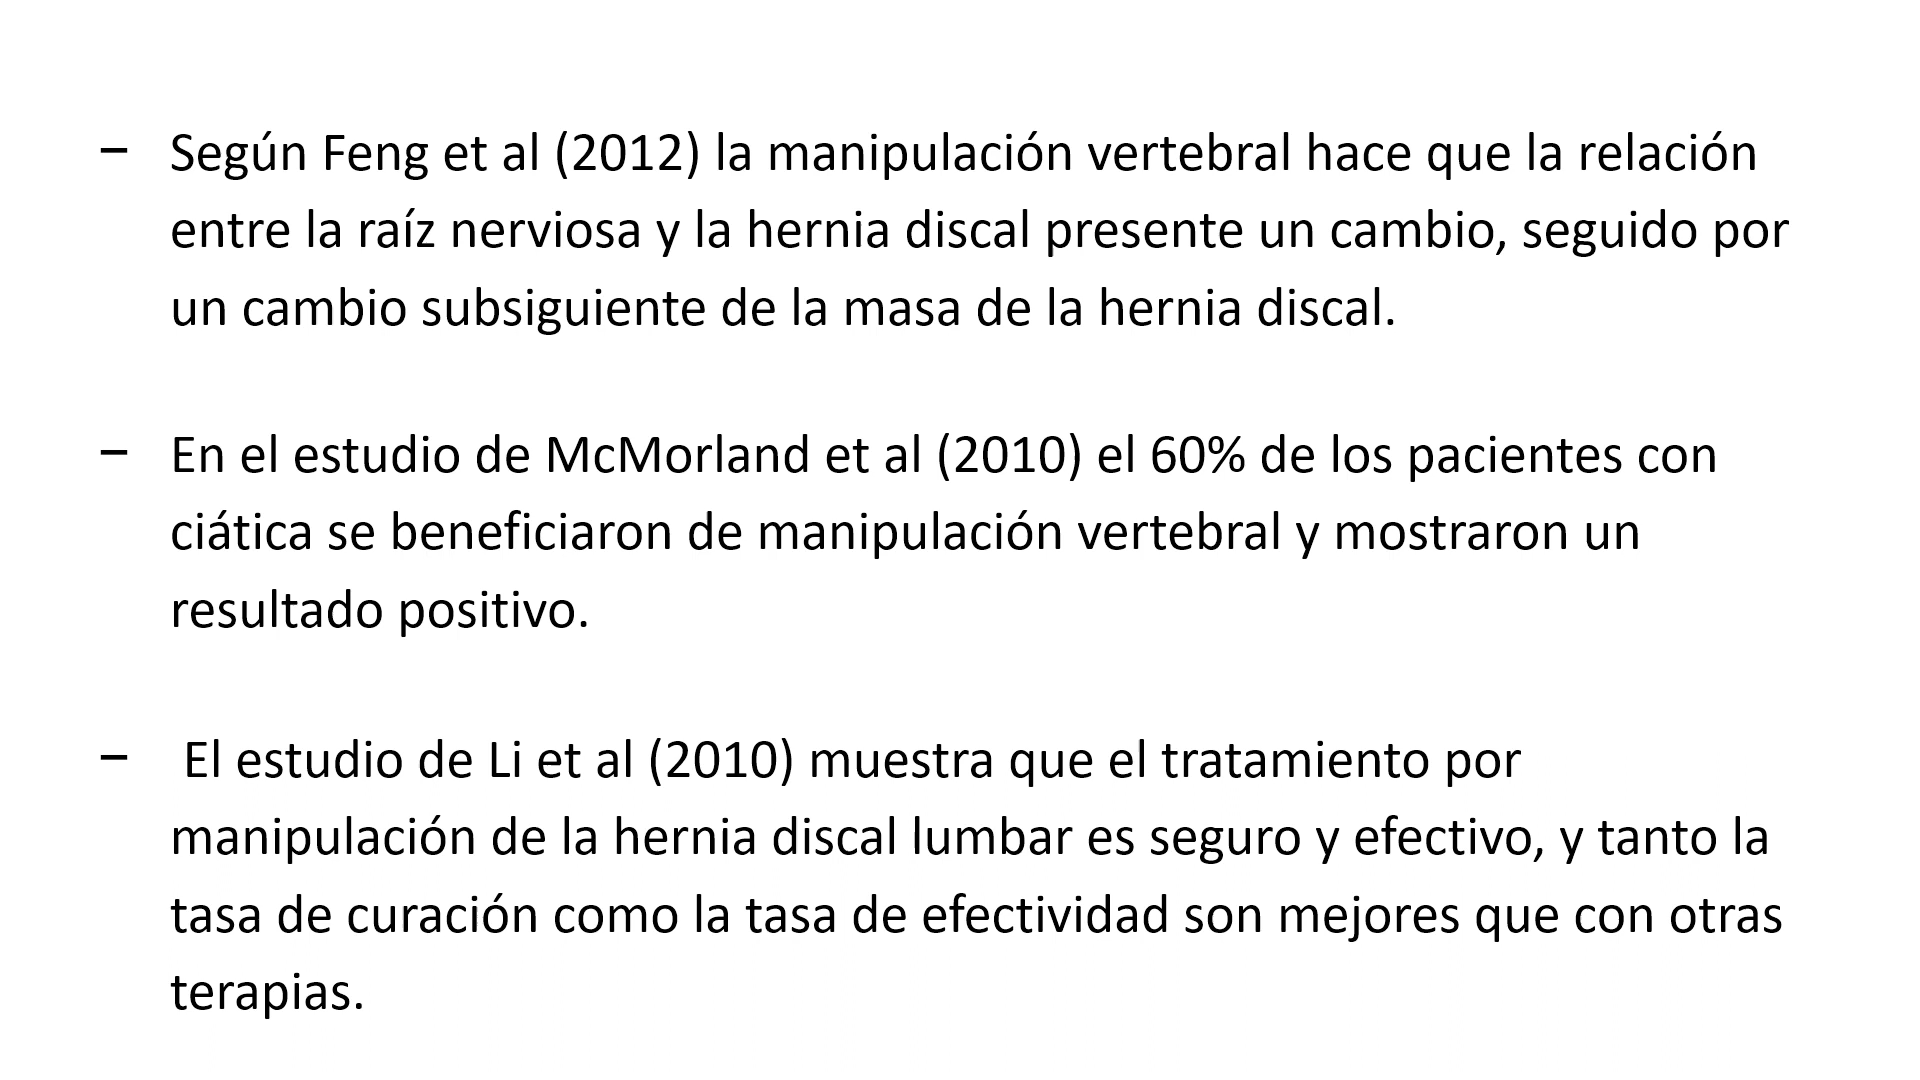 − Según Feng et al (2012) la manipulación vertebral hace que la relación
entre la raíz nerviosa y la hernia discal presente un cambio, seguido por
un cambio subsiguiente de la masa de la hernia discal.
− En el estudio de McMorland et al (2010) el 60% de los pacientes con
ciática se beneficiaron de manipulación vertebral y mostraron un
resultado positivo.
− El estudio de Li et al (2010) muestra que el tratamiento por
manipulación de la hernia discal lumbar es seguro y efectivo, y tanto la
tasa de curación como la tasa de efectividad son mejores que con otras
terapias.